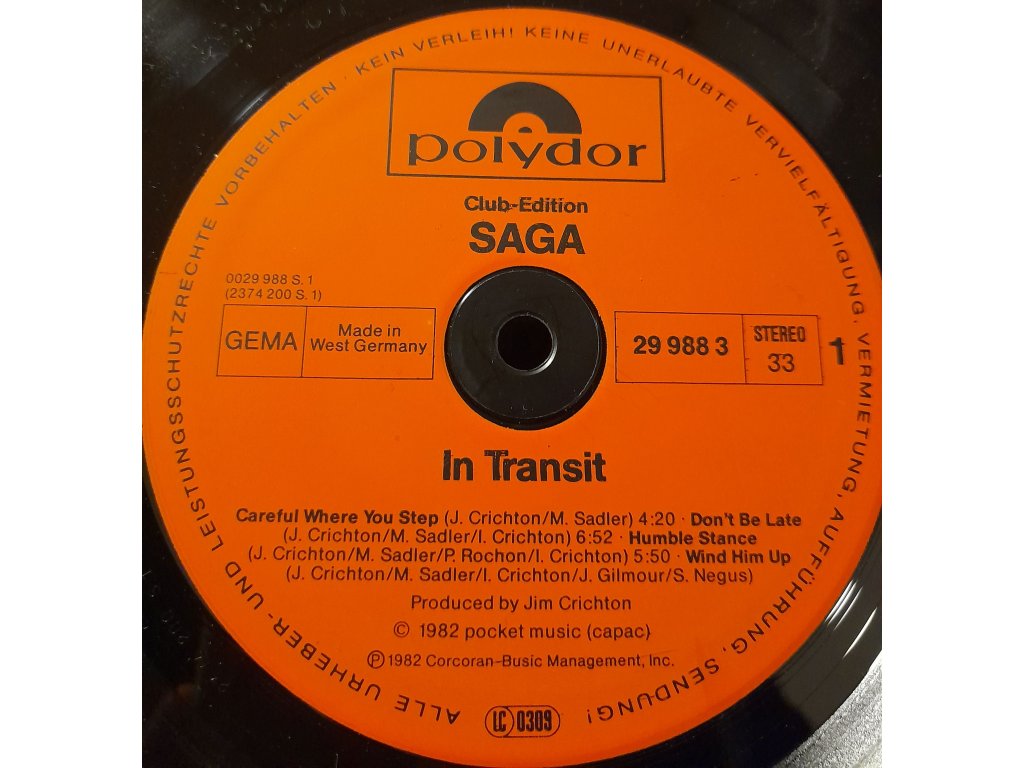 ALLE URHEBER- UND LEISTUNGSSCHUTZRECHTE VORBEHALTEN · KEIN VERLEIH! KEINE UNERLAUBTE VERVIELFÄLTIGUNG, VERMIETUNG, AUFFÜHRUNG, SENDUNG!
polydor
Club-Edition
SAGA
0029 988 S. 1
(2374 200 S. 1)
GEMA
Made in
West Germany
29 988 3
STEREO
33
1
In Transit
Careful Where You Step (J. Crichton/M. Sadler) 4:20 · Don't Be Late
(J. Crichton/M. Sadler/I. Crichton) 6:52 · Humble Stance
(J. Crichton/M. Sadler/P. Rochon/I. Crichton) 5:50 · Wind Him Up
(J. Crichton/M. Sadler/I. Crichton/J. Gilmour/S. Negus)
Produced by Jim Crichton
© 1982 pocket music (capac)
℗ 1982 Corcoran-Busic Management, Inc.
LC 0309